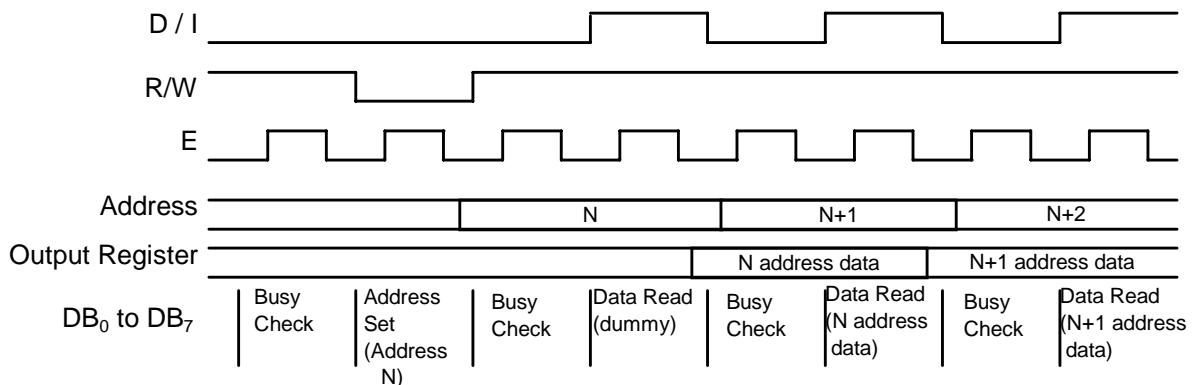 D / I
R/W
E
Address
N
N+1
N+2
Output Register
N address data
N+1 address data
DB0 to DB7
Busy
Check
Address
Set
(Address
N)
Busy
Check
Data Read
(dummy)
Busy
Check
Data Read
(N address
data)
Busy
Check
Data Read
(N+1 address
data)